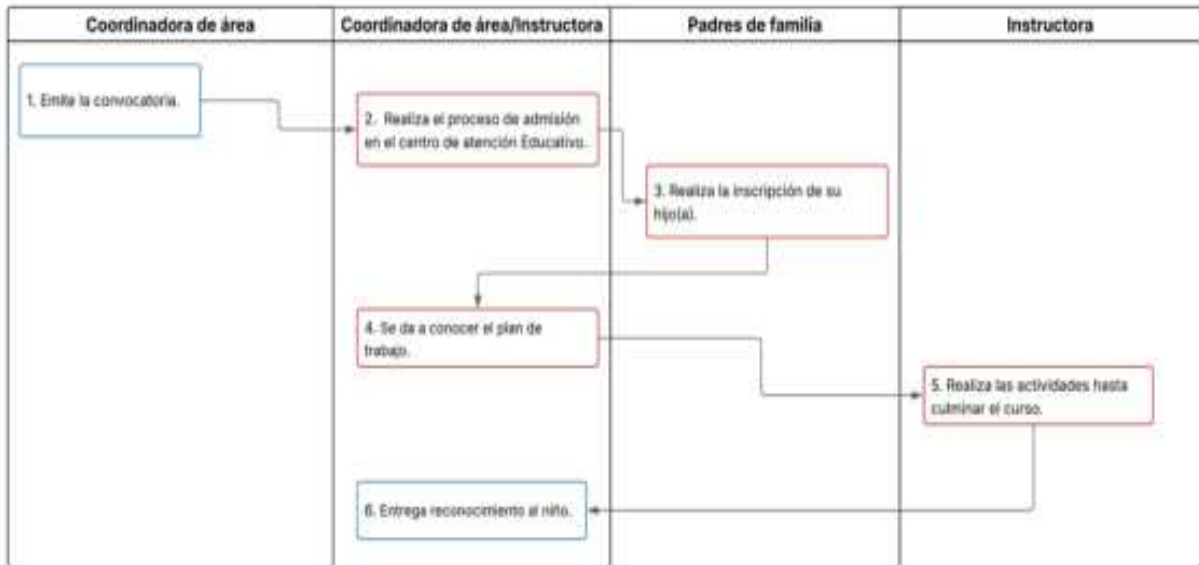 Coordinadora de área
Coordinadora de área/Instructora
Padres de familia
Instructora
1. Emite la convocatoria.
2. Realiza el proceso de admisión
en el centro de atención Educativo.
3. Realiza la inscripción de su
hijo(a).
4. Se da a conocer el plan de
trabajo.
5. Realiza las actividades hasta
culminar el curso.
6. Entrega reconocimiento al niño.